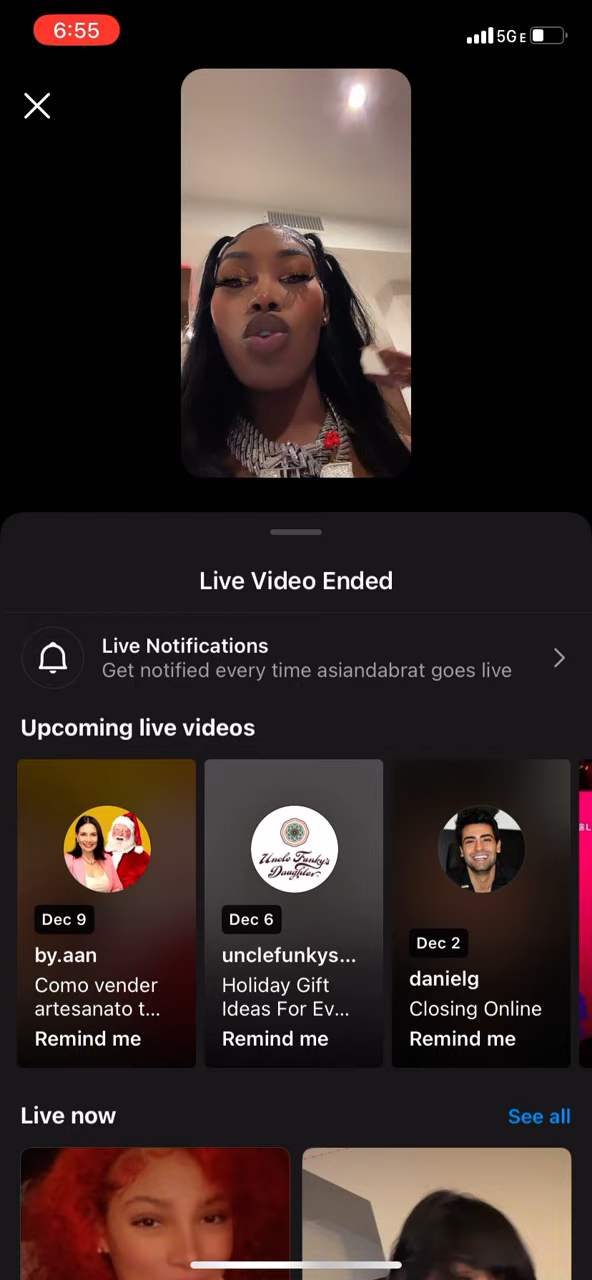 6:55
5G E
Live Video Ended
Live Notifications
Get notified every time asiandabrat goes live
Upcoming live videos
Dec 9
by.aan
Como vender
artesanato t...
Remind me
Uncle Funky's
Daughter
Dec 6
unclefunkys...
Holiday Gift
Ideas For Ev...
Remind me
Dec 2
danielg
Closing Online
Remind me
BL
Live now
See all